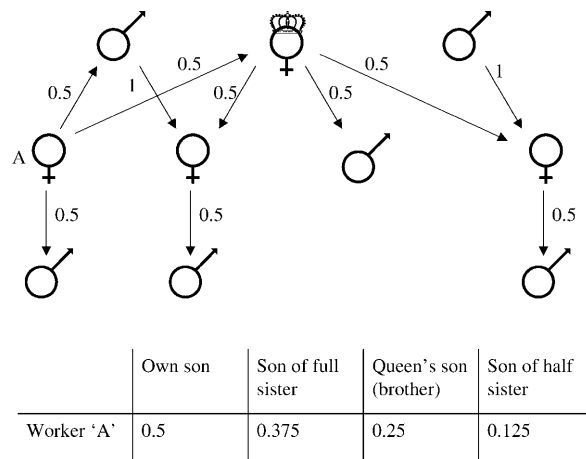 0.5 0.5 1 0.5 0.5 0.5 1
A
0.5 0.5 0.5
Own son Son of full sister Queen's son (brother) Son of half sister
Worker 'A' 0.5 0.375 0.25 0.125